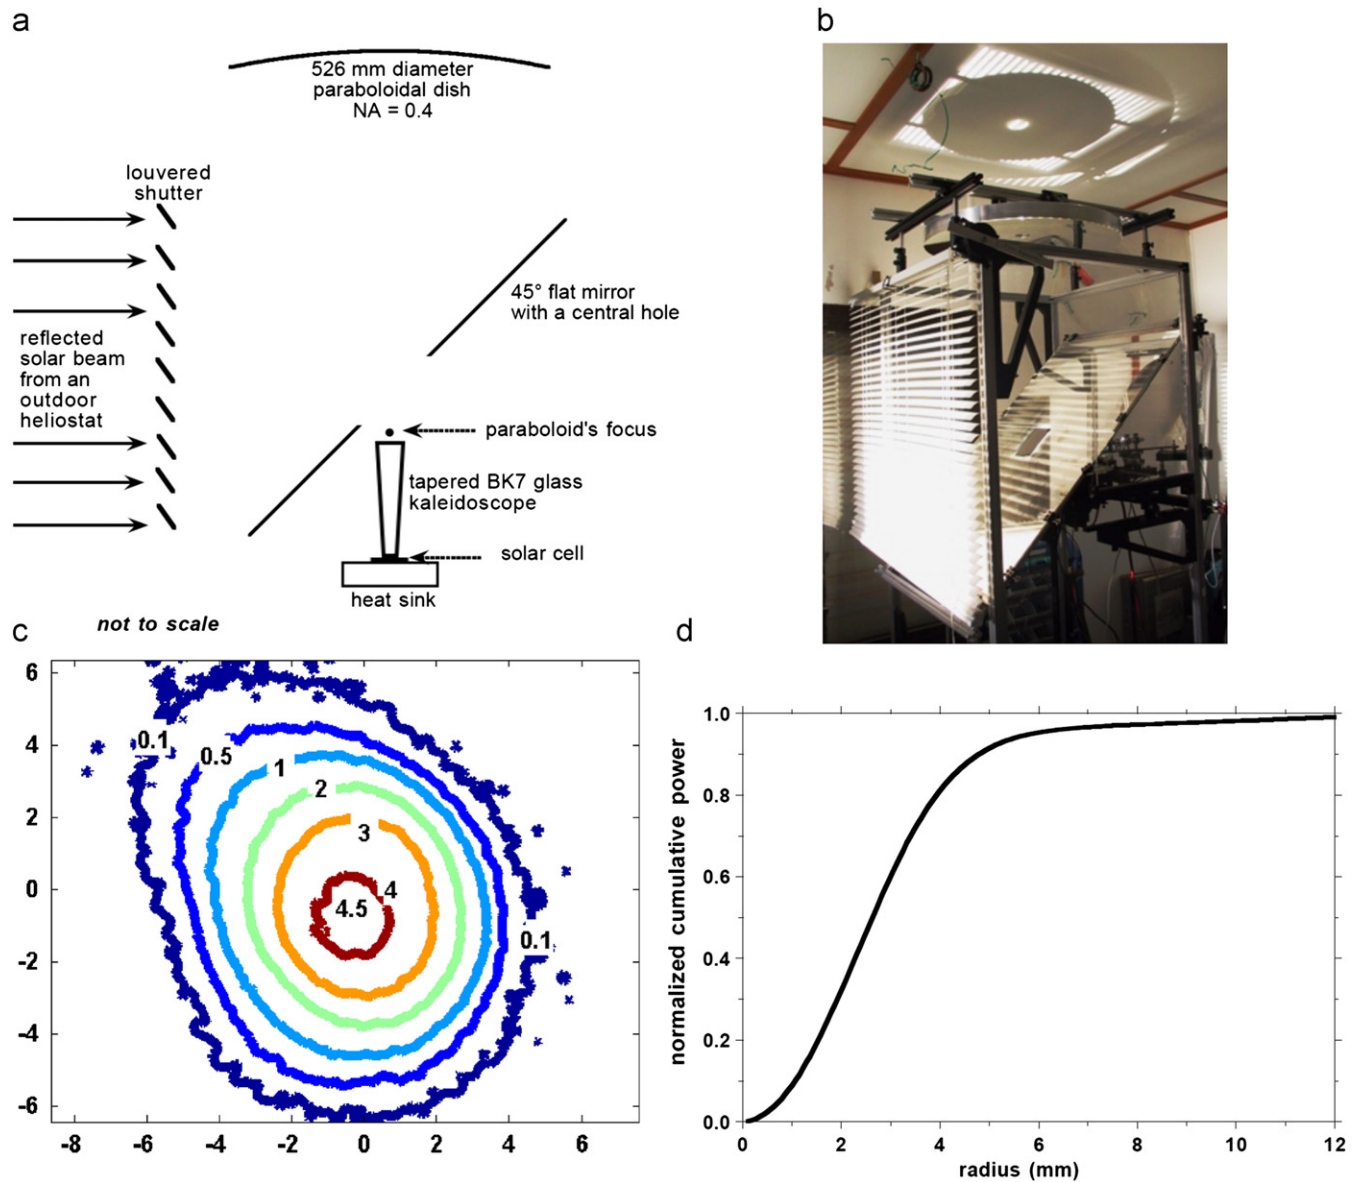 a
b
526 mm diameter
paraboloidal dish
NA = 0.4
louvered
shutter
45° flat mirror
with a central hole
reflected
solar beam
from an
outdoor
heliostat
paraboloid's focus
tapered BK7 glass
kaleidoscope
solar cell
heat sink
not to scale
c
6
4
2
0
-2
-4
-6
-8 -6 -4 -2 0 2 4 6
0.1
0.5
1
2
3
4
4.5
0.1
d
normalized cumulative power
1.0
0.8
0.6
0.4
0.2
0.0
0 2 4 6 8 10 12
radius (mm)